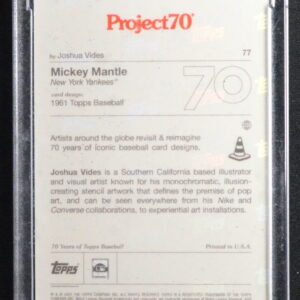 Project70®
by Joshua Vides 77
Mickey Mantle
New York Yankees®
card design:
1961 Topps Baseball
70
Artists around the globe revisit & reimagine
70 years of iconic baseball card designs.
Joshua Vides is a Southern California based illustrator
and visual artist known for his monochromatic, illusion-
creating stencil artwork that defines the premise of pop
art, and can be seen everywhere from his Nike and
Converse collaborations, to experiential art installations.
70 Years of Topps Baseball! Printed in U.S.A.
TOPPS